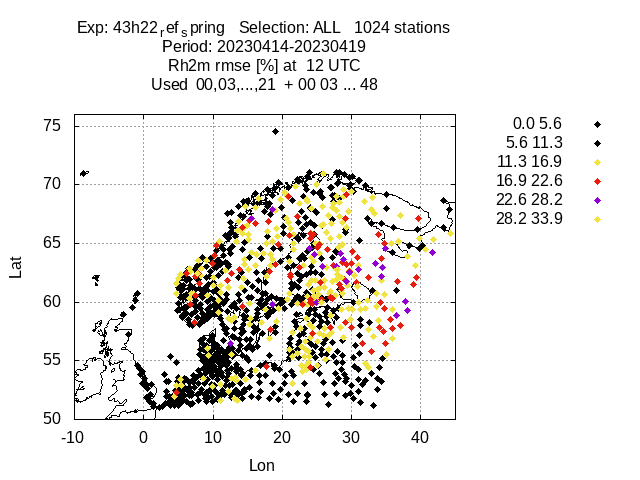 Exp: 43h22ref_spring Selection: ALL 1024 stations
Period: 20230414-20230419
Rh2m rmse [%] at 12 UTC
Used 00,03,...,21 + 00 03 ... 48
0.0 5.6
5.6 11.3
11.3 16.9
16.9 22.6
22.6 28.2
28.2 33.9
Lat
75
70
65
60
55
50
-10 0 10 20 30 40
Lon